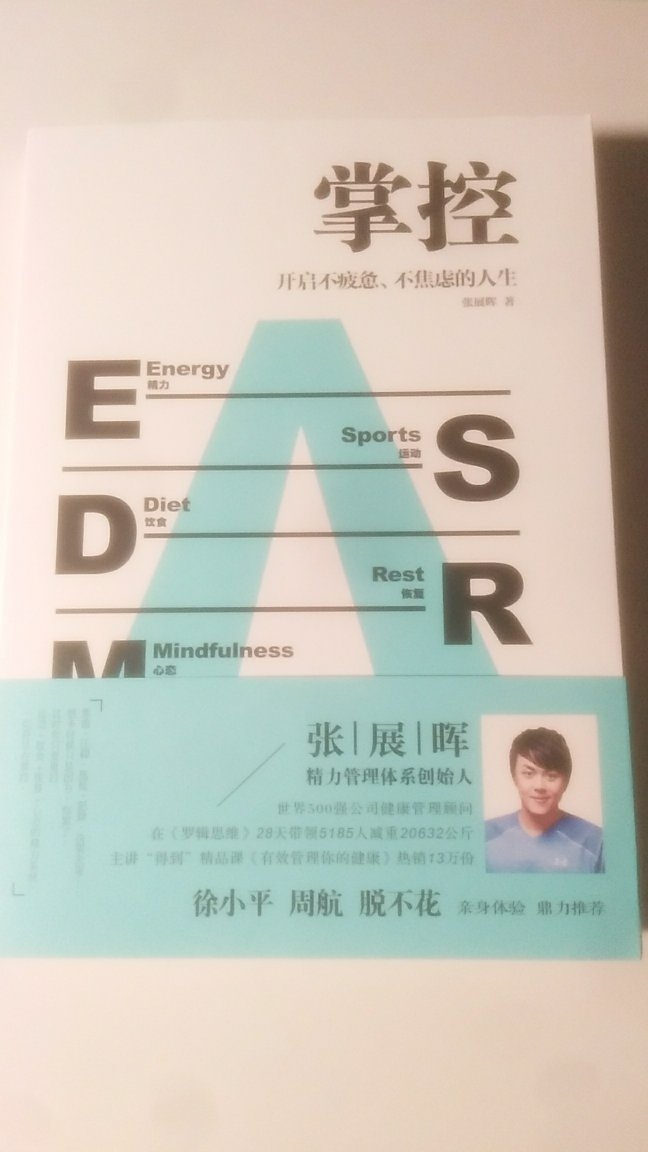 掌控
开启不疲惫、不焦虑的人生
张展晖 著
E Energy
精力
Sports S
运动
D Diet
饮食
Rest R
恢复
M Mindfulness
心态
张|展|晖
精力管理体系创始人
世界500强公司健康管理顾问
在《罗辑思维》28天带领5185人减重20632公斤
主讲“得到”精品课《有效管理你的健康》热销13万份
徐小平 周航 脱不花 亲身体验 鼎力推荐